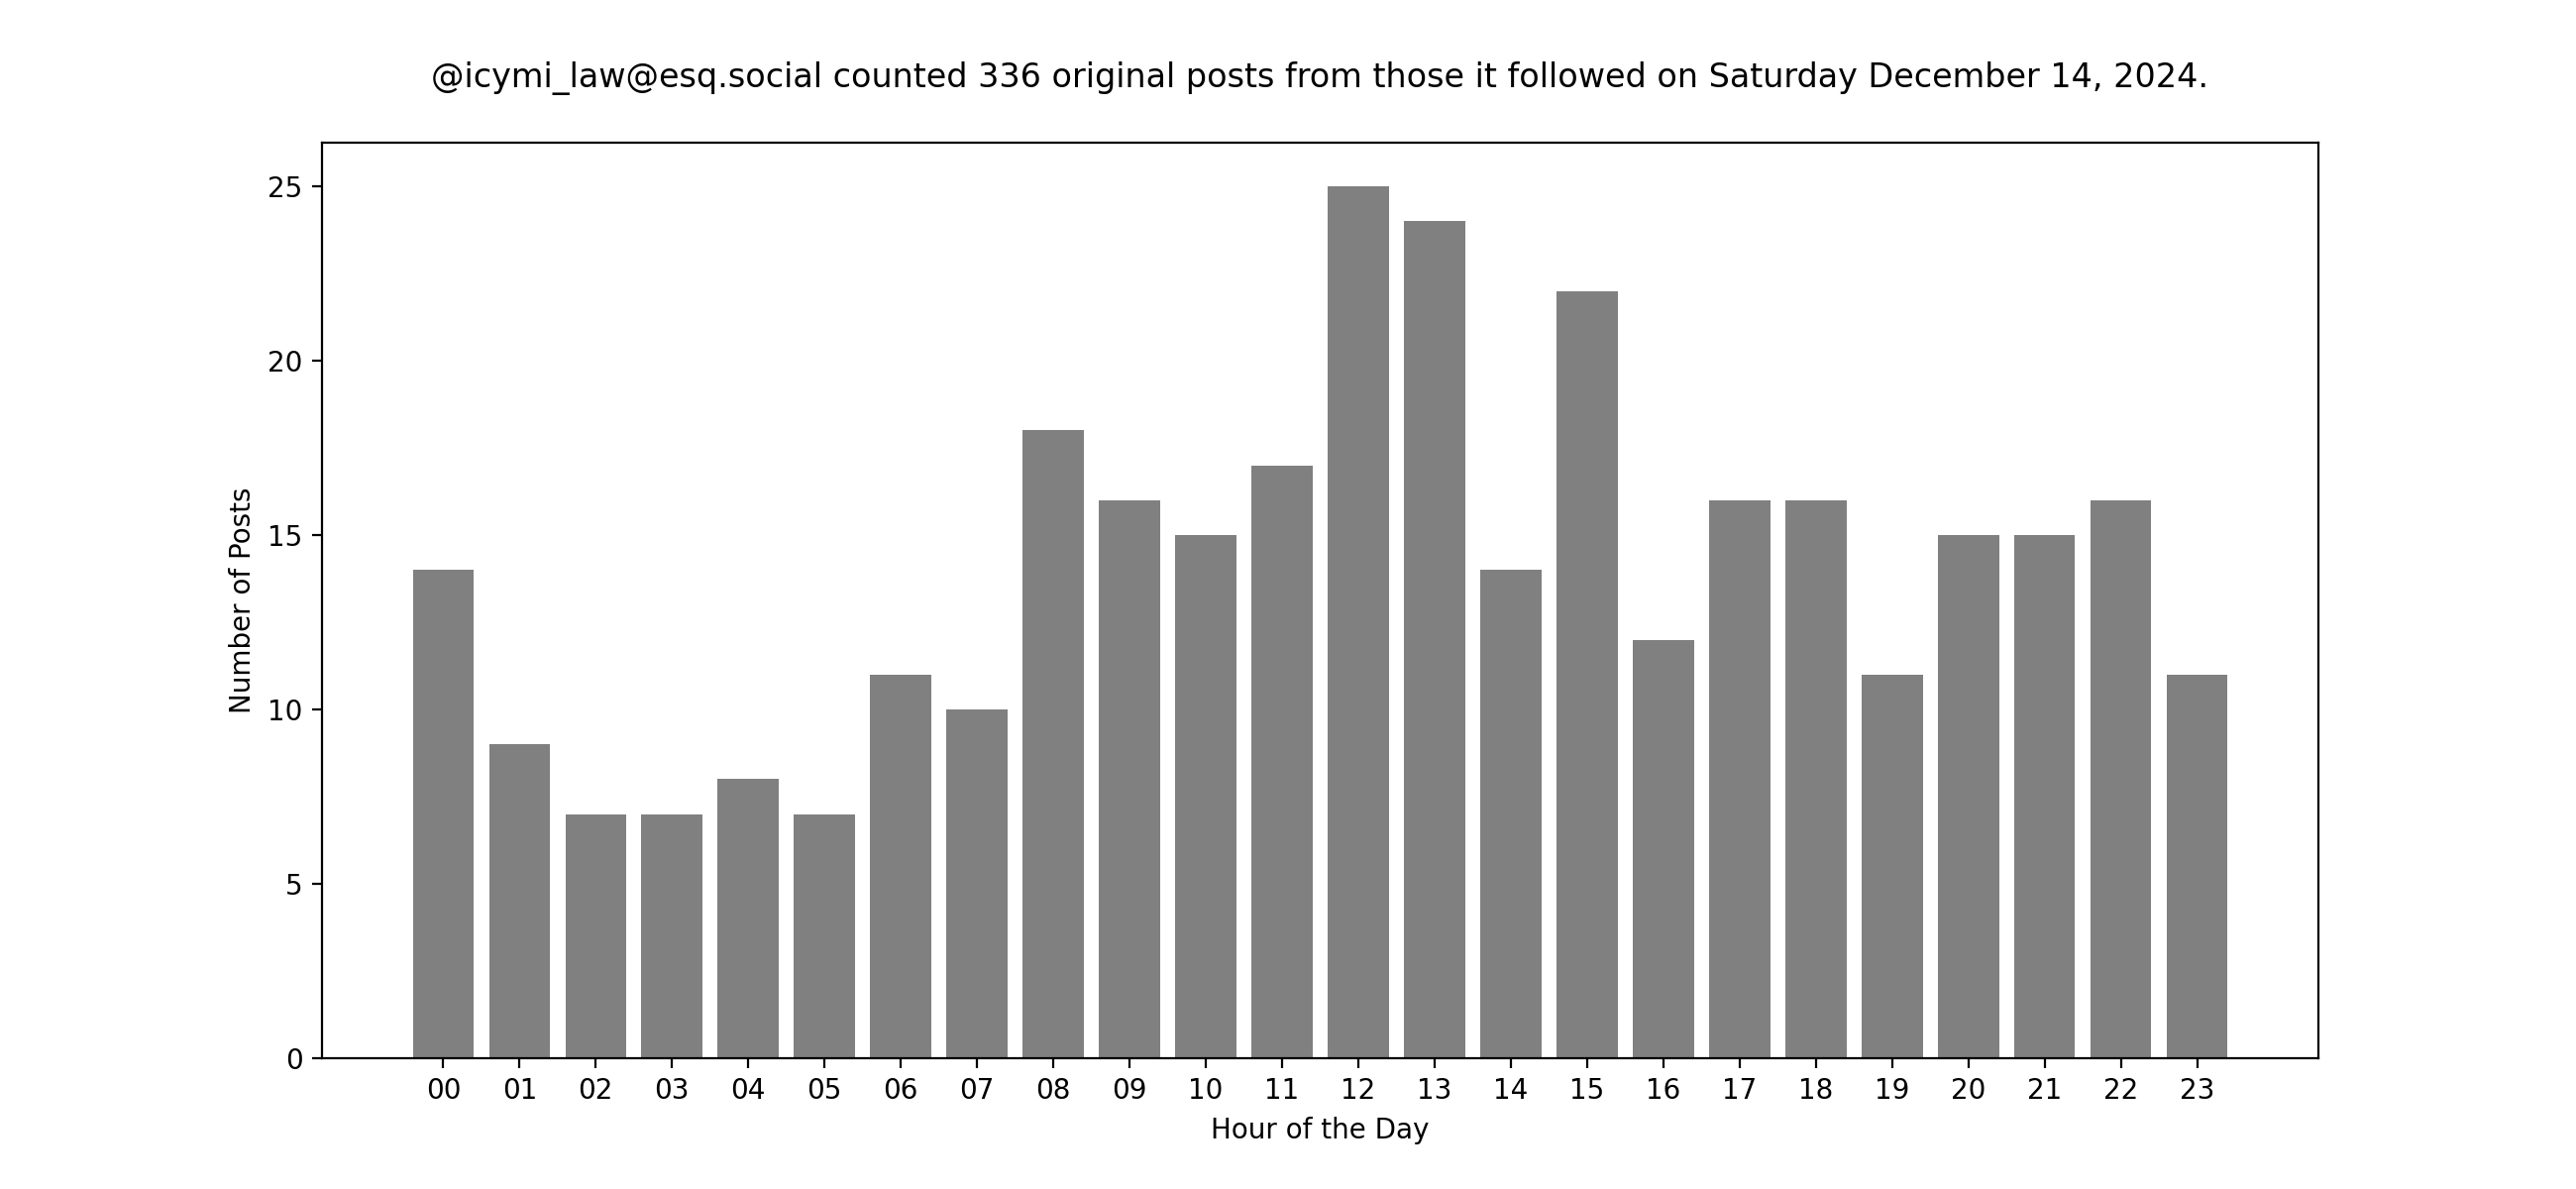 @icymi_law@esq.social counted 336 original posts from those it followed on Saturday December 14, 2024.
25
20
15
10
5
0
Number of Posts
00 01 02 03 04 05 06 07 08 09 10 11 12 13 14 15 16 17 18 19 20 21 22 23
Hour of the Day